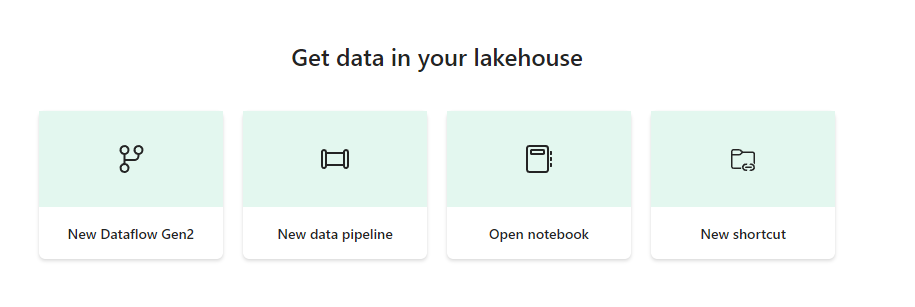 Get data in your lakehouse
New Dataflow Gen2
New data pipeline
Open notebook
New shortcut